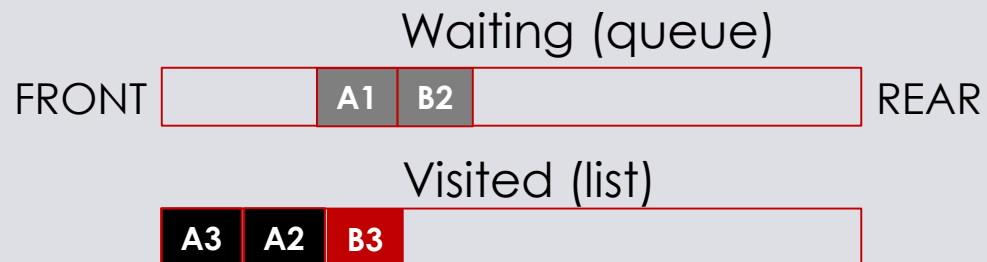 Waiting (queue)
FRONT A1 B2 REAR
Visited (list)
A3 A2 B3